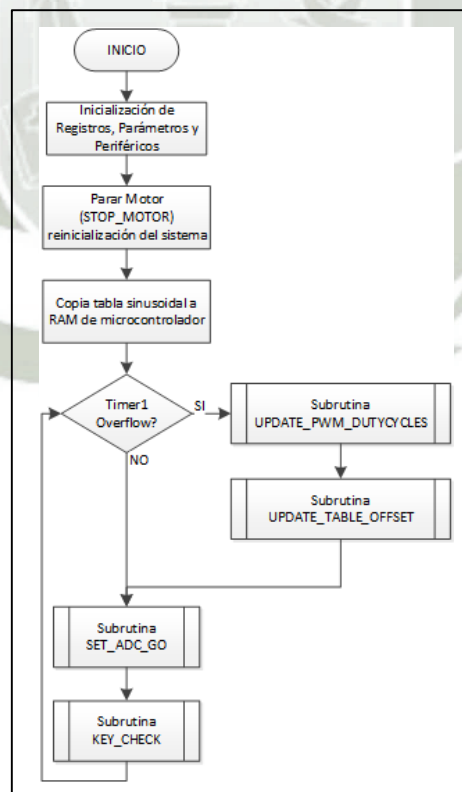 INICIO
Inicialización de
Registros, Parámetros y
Periféricos
Parar Motor
(STOP_MOTOR)
reinicialización del sistema
Copia tabla sinusoidal a
RAM de microcontrolador
Timer1
Overflow?
SI
NO
Subrutina
UPDATE_PWM_DUTYCYCLES
Subrutina
UPDATE_TABLE_OFFSET
Subrutina
SET_ADC_GO
Subrutina
KEY_CHECK